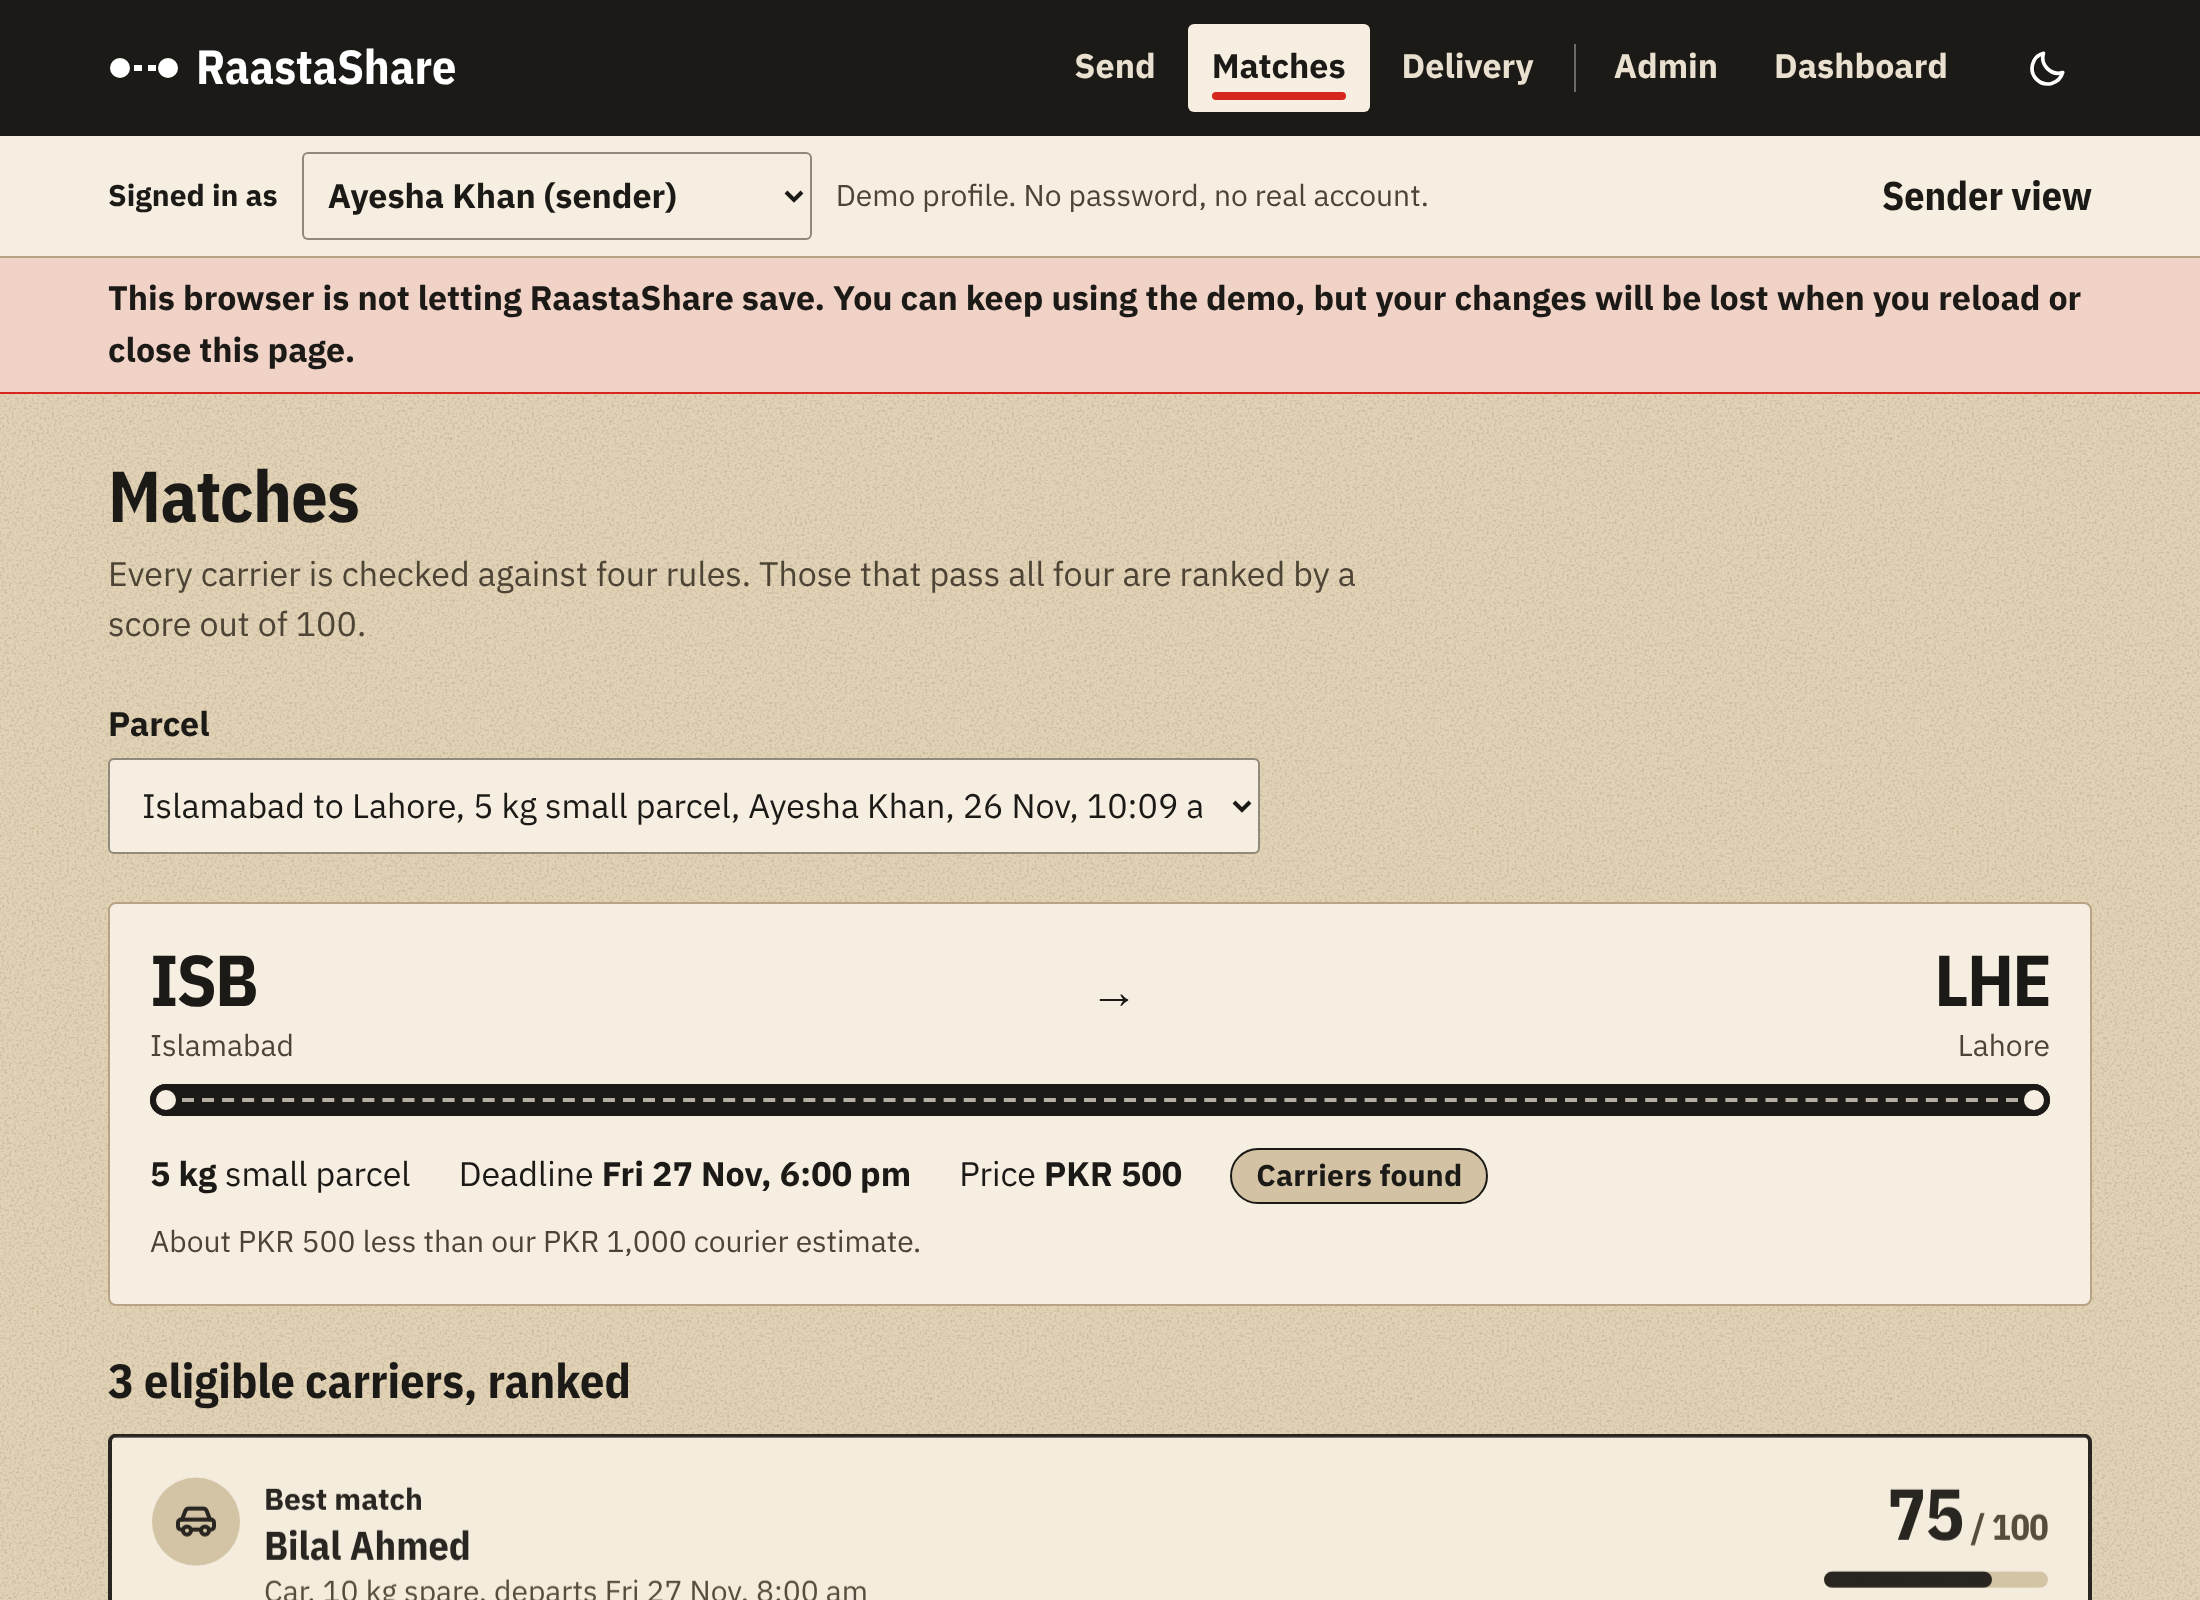 RaastaShare
Send Matches Delivery Admin Dashboard
Signed in as Ayesha Khan (sender) Demo profile. No password, no real account. Sender view
This browser is not letting RaastaShare save. You can keep using the demo, but your changes will be lost when you reload or
close this page.
Matches
Every carrier is checked against four rules. Those that pass all four are ranked by a
score out of 100.
Parcel
Islamabad to Lahore, 5 kg small parcel, Ayesha Khan, 26 Nov, 10:09 a
ISB → LHE
Islamabad Lahore
5 kg small parcel Deadline Fri 27 Nov, 6:00 pm Price PKR 500 Carriers found
About PKR 500 less than our PKR 1,000 courier estimate.
3 eligible carriers, ranked
Best match
Bilal Ahmed
75 / 100
Car, 10 kg spare, departs Fri 27 Nov, 8:00 am